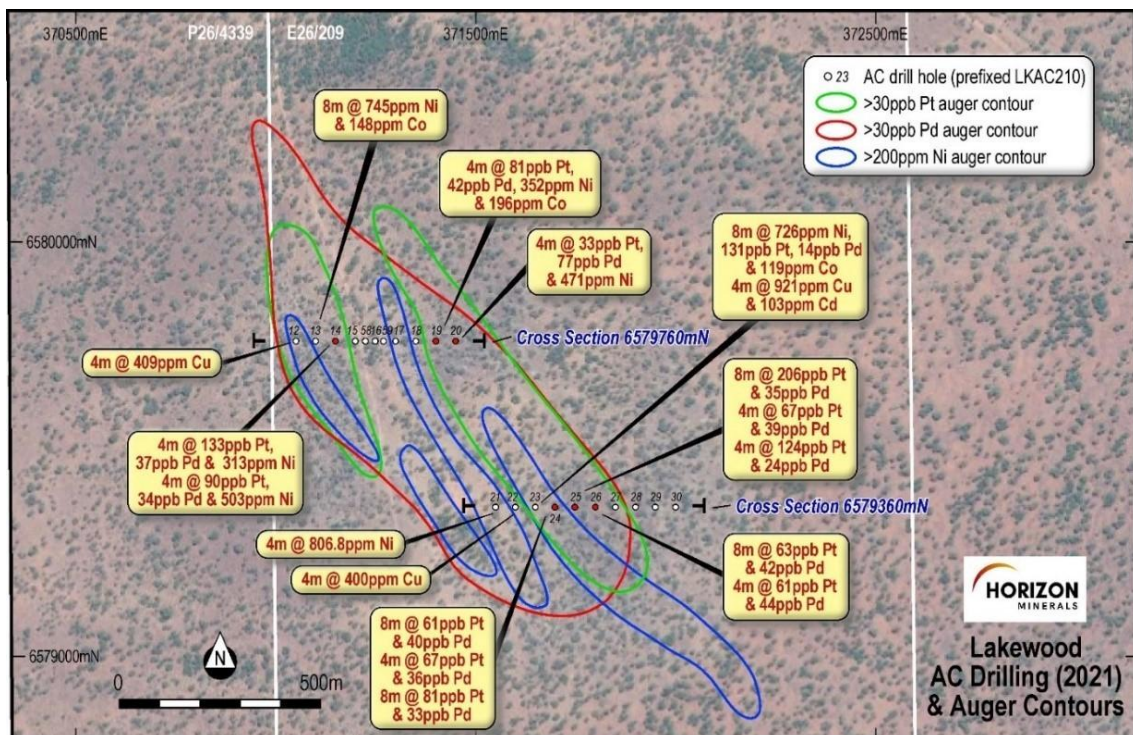 370500mE
P26/4339
E26/209
371500mE
372500mE
23 AC drill hole (prefixed LKAC210)
>30ppb Pt auger contour
>30ppb Pd auger contour
>200ppm Ni auger contour
8m @ 745ppm Ni
& 148ppm Co
4m @ 81ppb Pt,
42ppb Pd, 352ppm Ni
& 196ppm Co
6580000mN
4m @ 33ppb Pt,
77ppb Pd
& 471ppm Ni
8m @ 726ppm Ni,
131ppb Pt, 14ppb Pd
& 119ppm Co
4m @ 921ppm Cu
& 103ppm Cd
12 13 14 15 58 16 59 17 18 19 20
Cross Section 6579760mN
4m @ 409ppm Cu
8m @ 206ppb Pt
& 35ppb Pd
4m @ 67ppb Pt
& 39ppb Pd
4m @ 124ppb Pt
& 24ppb Pd
4m @ 133ppb Pt,
37ppb Pd & 313ppm Ni
4m @ 90ppb Pt,
34ppb Pd & 503ppm Ni
21 22 23 25 26 27 28 29 30
24
Cross Section 6579360mN
4m @ 806.8ppm Ni
4m @ 400ppm Cu
8m @ 63ppb Pt
& 42ppb Pd
4m @ 61ppb Pt
& 44ppb Pd
8m @ 61ppb Pt
& 40ppb Pd
4m @ 67ppb Pt
& 36ppb Pd
8m @ 81ppb Pt
& 33ppb Pd
HORIZON
MINERALS
6579000mN
N
0 500m
Lakewood
AC Drilling (2021)
& Auger Contours